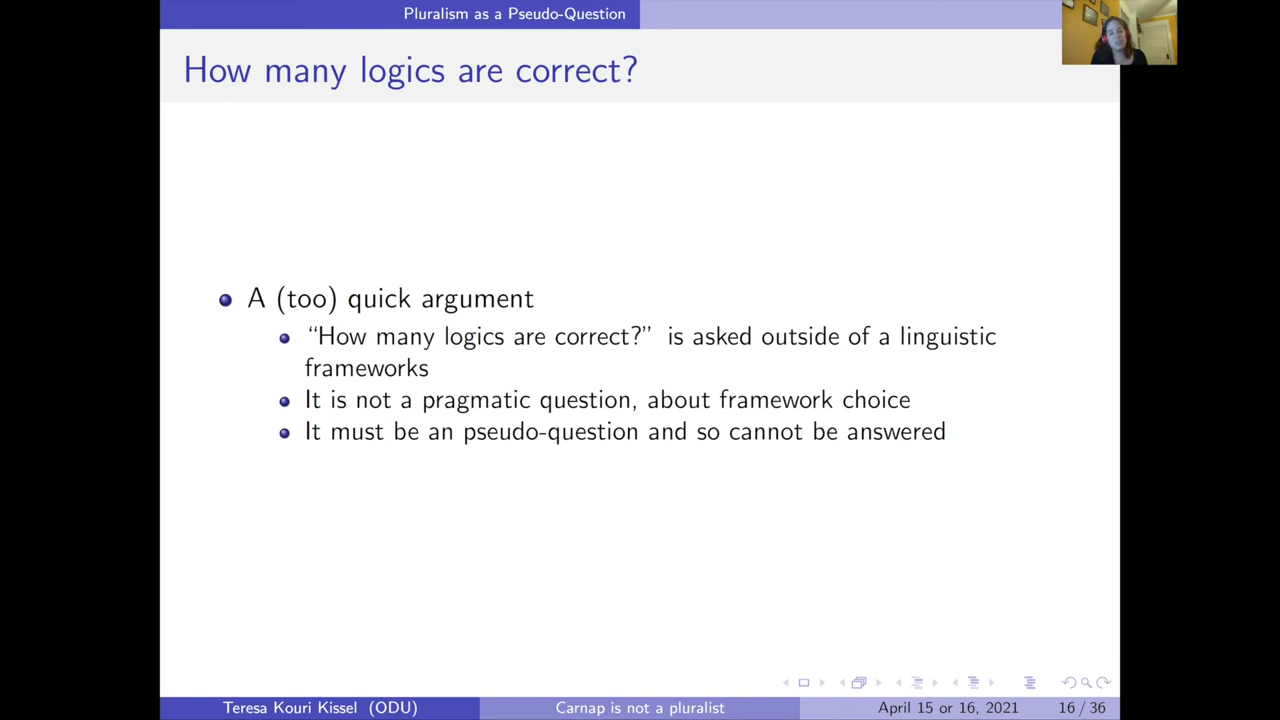 Pluralism as a Pseudo-Question
How many logics are correct?
A (too) quick argument
“How many logics are correct?” is asked outside of a linguistic
frameworks
It is not a pragmatic question, about framework choice
It must be an pseudo-question and so cannot be answered
Teresa Kouri Kissel (ODU) Carnap is not a pluralist April 15 or 16, 2021 16 / 36